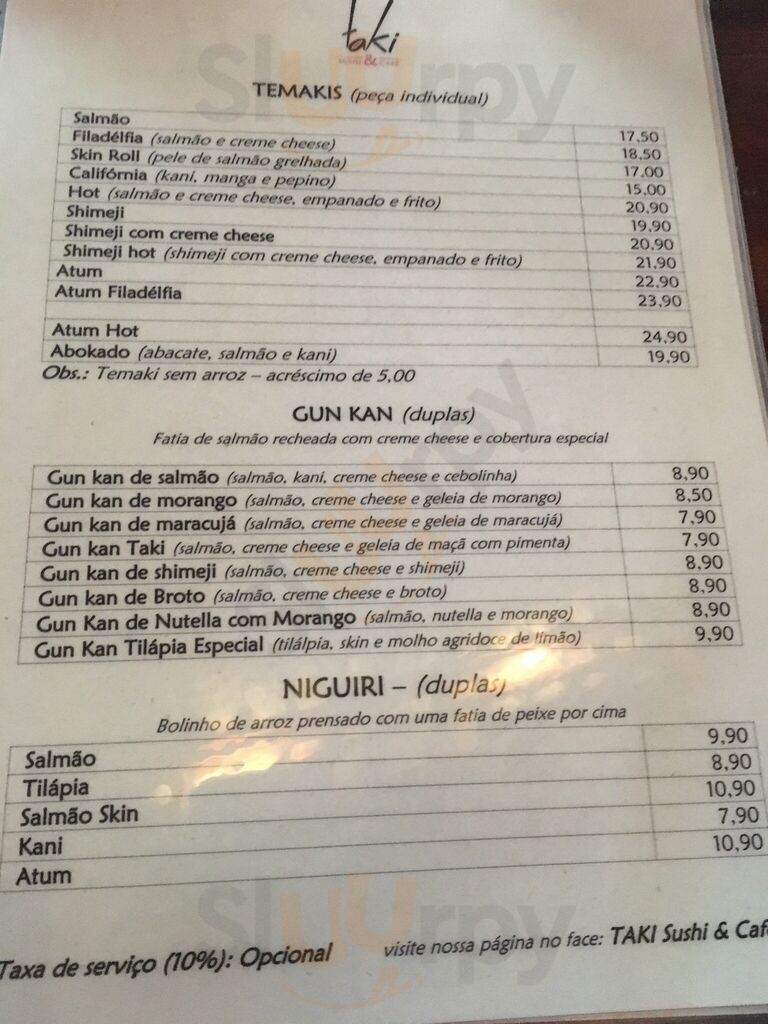 taki
SUSHI & CAFÉ
TEMAKIS (peça individual)
Salmão 17,50
Filadélfia (salmão e creme cheese) 18,50
Skin Roll (pele de salmão grelhada) 17,00
Califórnia (kani, manga e pepino) 15,00
Hot (salmão e creme cheese, empanado e frito) 20,90
Shimeji 19,90
Shimeji com creme cheese 20,90
Shimeji hot (shimeji com creme cheese, empanado e frito) 21,90
Atum 22,90
Atum Filadélfia 23,90
Atum Hot 24,90
Abokado (abacate, salmão e kani) 19,90
Obs.: Temaki sem arroz – acréscimo de 5,00
GUN KAN (duplas)
Fatia de salmão recheada com creme cheese e cobertura especial
Gun kan de salmão (salmão, kani, creme cheese e cebolinha) 8,90
Gun kan de morango (salmão, creme cheese e geleia de morango) 8,50
Gun kan de maracujá (salmão, creme cheese e geleia de maracujá) 7,90
Gun kan Taki (salmão, creme cheese e geleia de maçã com pimenta) 7,90
Gun kan de shimeji (salmão, creme cheese e shimeji) 8,90
Gun kan de Broto (salmão, creme cheese e broto) 8,90
Gun Kan de Nutella com Morango (salmão, nutella e morango) 8,90
Gun Kan Tilápia Especial (tilálpia, skin e molho agridoce de limão) 9,90
NIGUIRI – (duplas)
Bolinho de arroz prensado com uma fatia de peixe por cima
Salmão 9,90
Tilápia 8,90
Salmão Skin 10,90
Kani 7,90
Atum 10,90
Taxa de serviço (10%): Opcional visite nossa página no face: TAKI Sushi & Café
Sluurpy
Sluurpy
Sluurpy